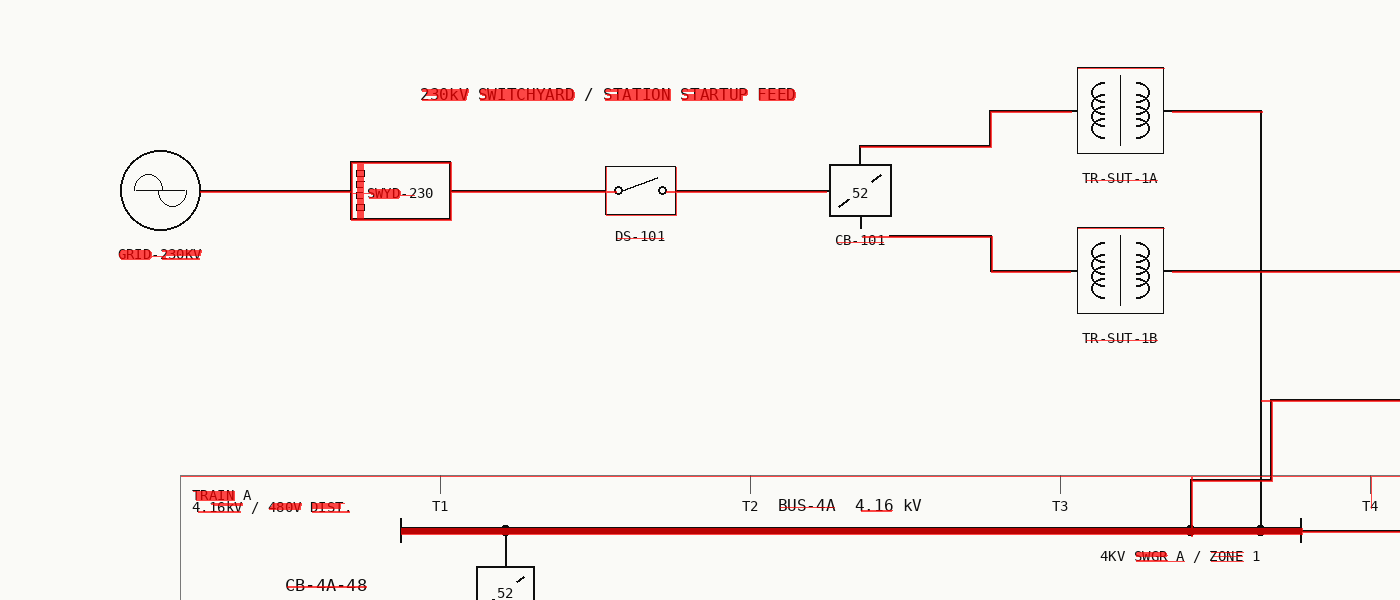 230kV SWITCHYARD / STATION STARTUP FEED
TR-SUT-1A
52
SWYD-230
DS-101
CB-101
GRID-230KV
TR-SUT-1B
TRAIN A
4.16kV / 480V DIST.
T1
T2
BUS-4A 4.16 kV
T3
T4
4KV SWGR A / ZONE 1
CB-4A-48
52